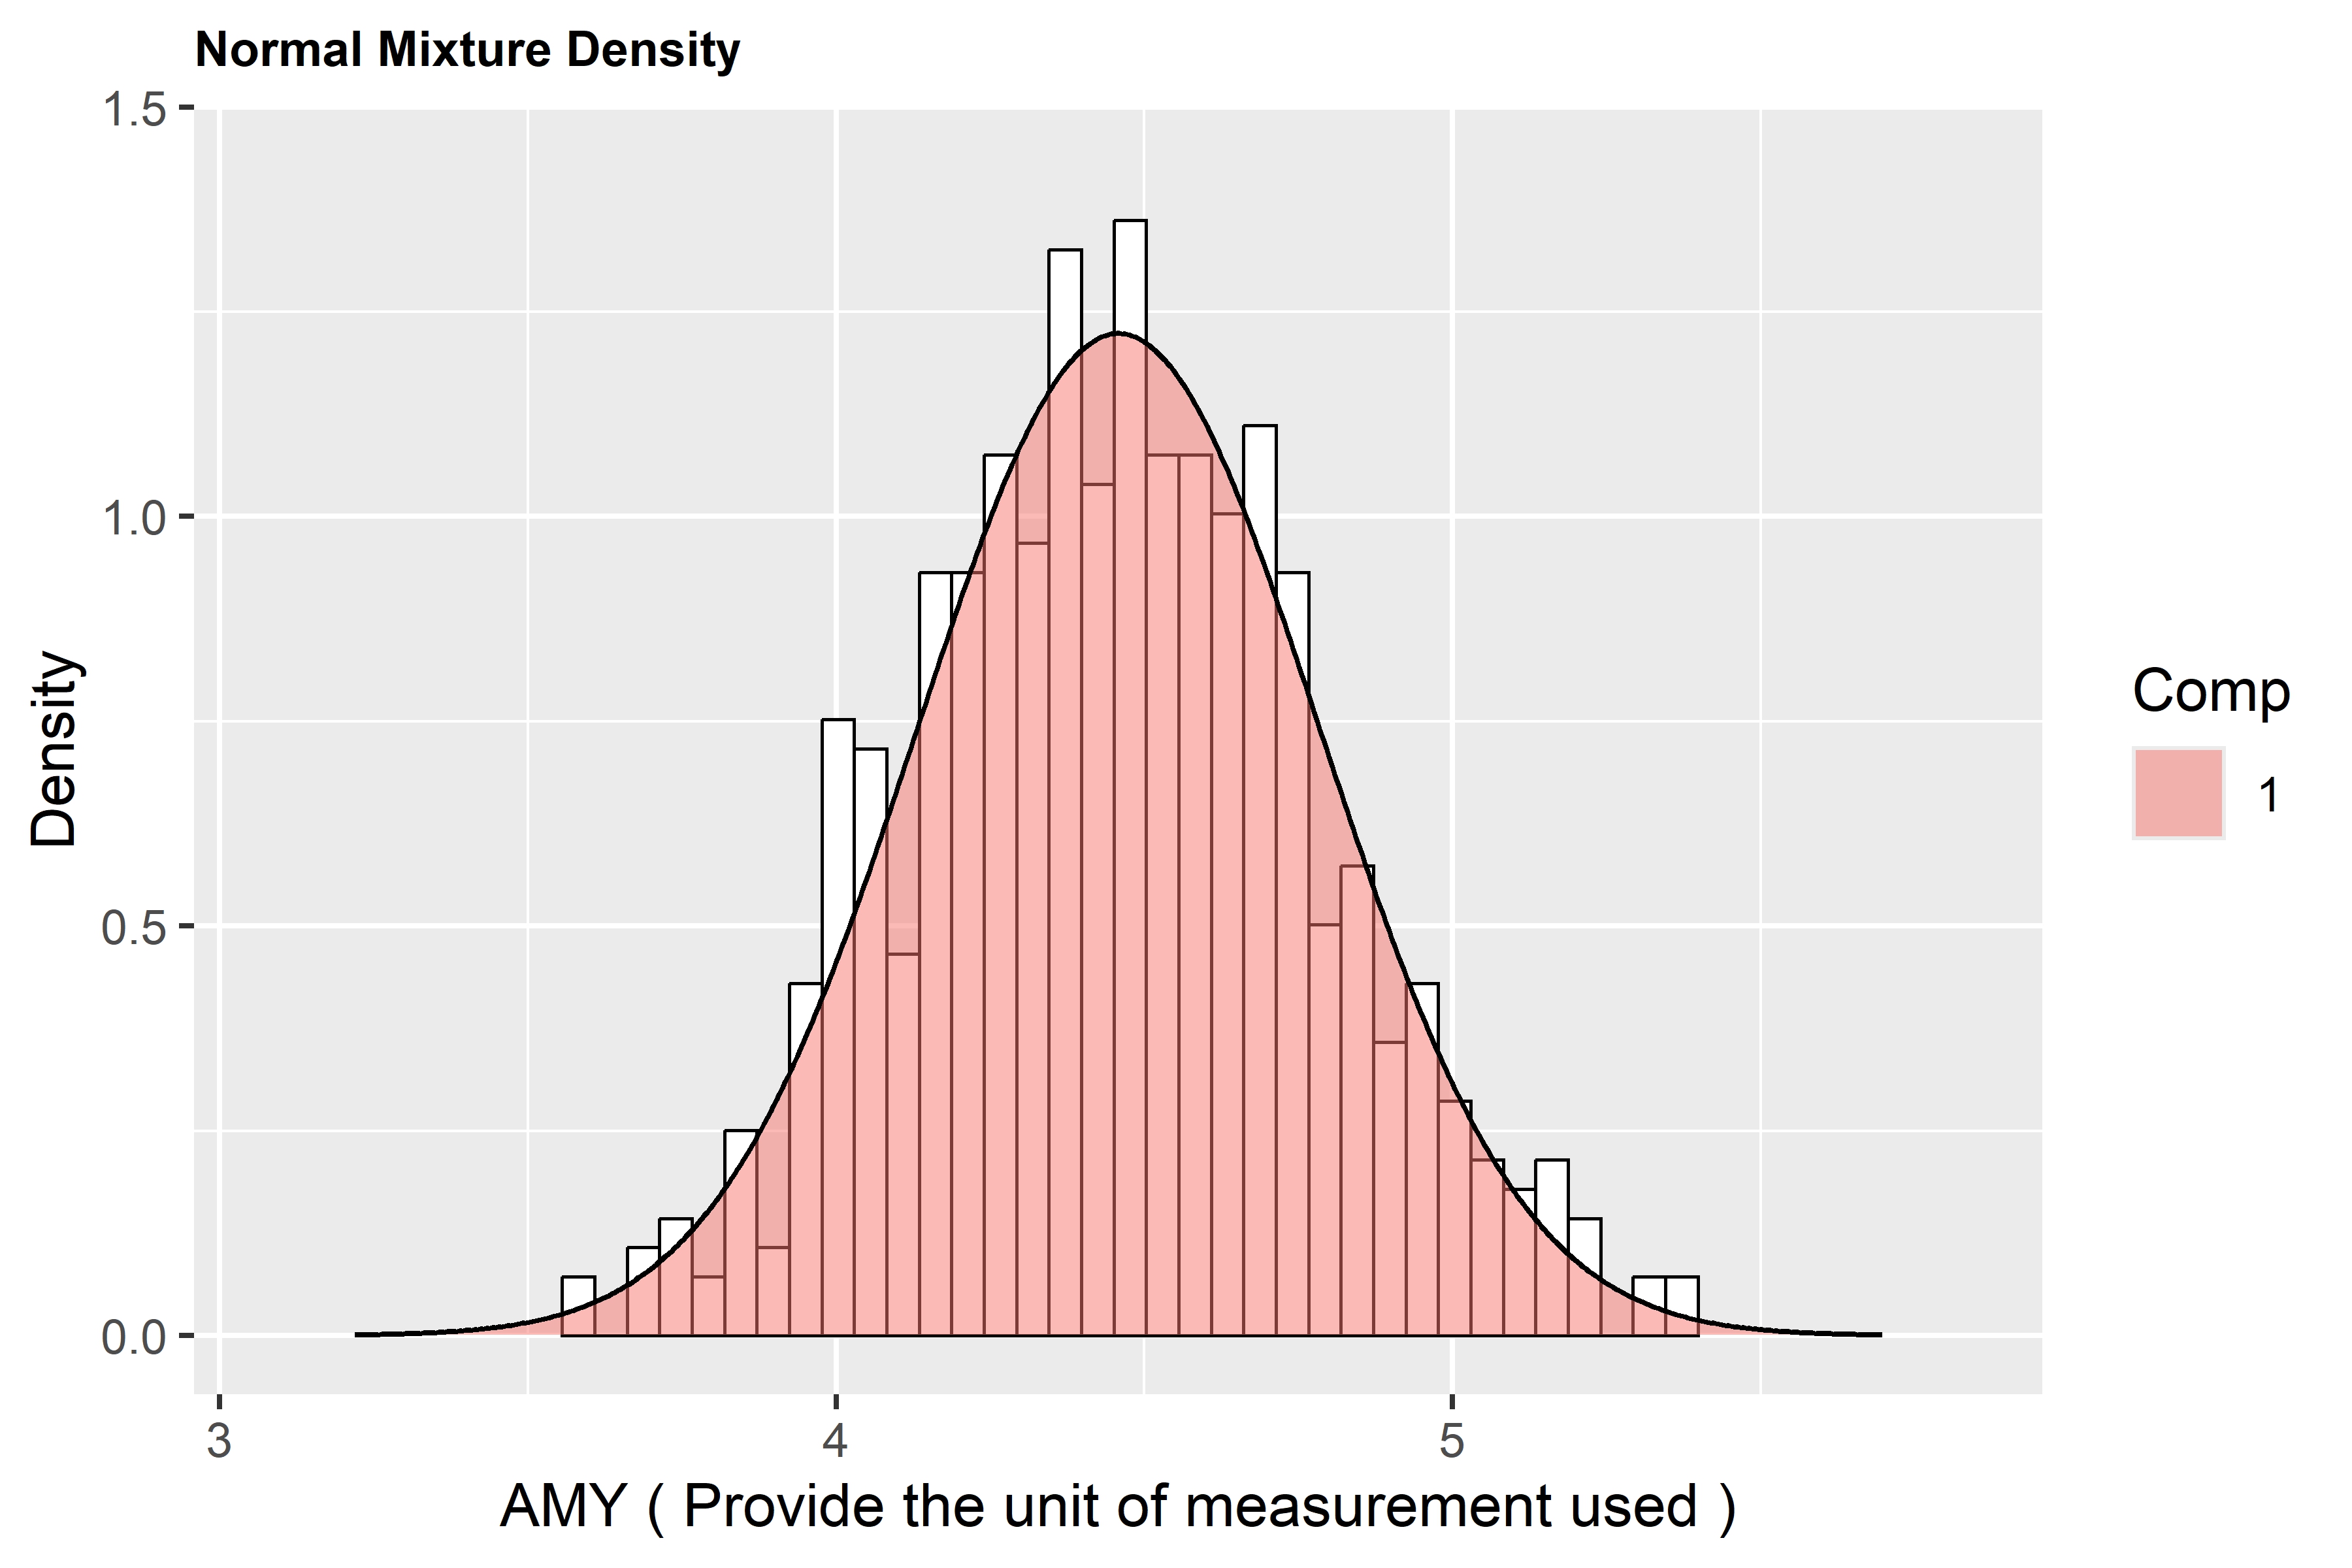 Normal Mixture Density
1.5
1.0
0.5
0.0
Density
3 4 5
AMY ( Provide the unit of measurement used )
Comp
1